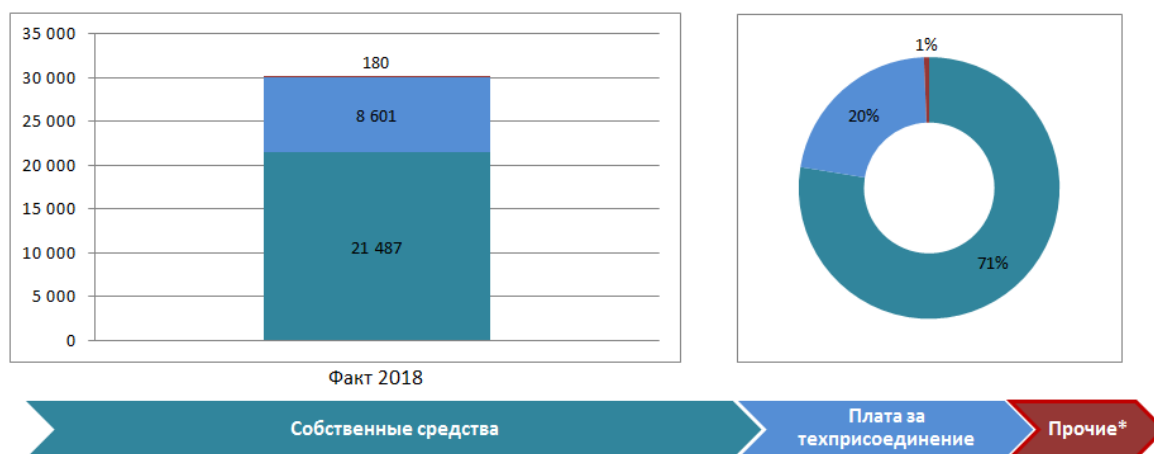 35 000
30 000
25 000
20 000
15 000
10 000
5 000
0
180
8 601
21 487
Факт 2018
1%
20%
71%
Собственные средства
Плата за
техприсоединение
Прочие*